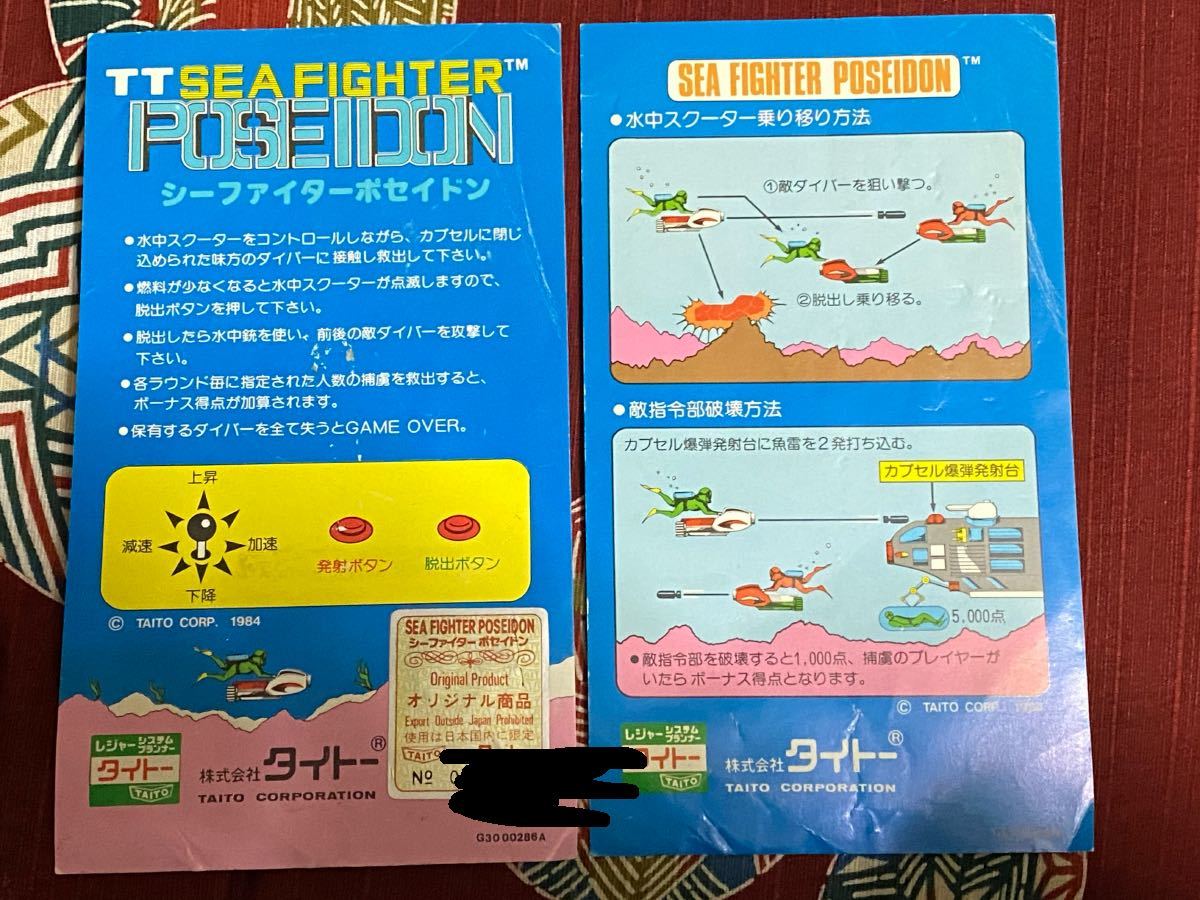 TT SEA FIGHTER™
POSEIDON
シーファイターポセイドン
●水中スクーターをコントロールしながら、カプセルに閉じ
込められた味方のダイバーに接触し救出して下さい。
●燃料が少なくなると水中スクーターが点滅しますので、
脱出ボタンを押して下さい。
●脱出したら水中銃を使い、前後の敵ダイバーを攻撃して
下さい。
●各ラウンド毎に指定された人数の捕虜を救出すると、
ボーナス得点が加算されます。
●保有するダイバーを全て失うとGAME OVER。
上昇
減速
加速
下降
発射ボタン
脱出ボタン
© TAITO CORP. 1984
SEA FIGHTER POSEIDON
シーファイターポセイドン
Original Product
オリジナル商品
Export Outside Japan Prohibited
使用は日本国内に限定
TAITO
No
レジャーシステム
プランナー
タイトー
TAITO
株式会社 タイトー®
TAITO CORPORATION
G3000286A
SEA FIGHTER POSEIDON™
●水中スクーター乗り移り方法
①敵ダイバーを狙い撃つ。
②脱出し乗り移る。
●敵指令部破壊方法
カプセル爆弾発射台に魚雷を2発打ち込む。
カプセル爆弾発射台
5,000点
●敵指令部を破壊すると1,000点、捕虜のプレイヤーが
いたらボーナス得点となります。
© TAITO CORP.
レジャーシステム
プランナー
タイトー
TAITO
株式会社 タイトー®
TAITO CORPORATION